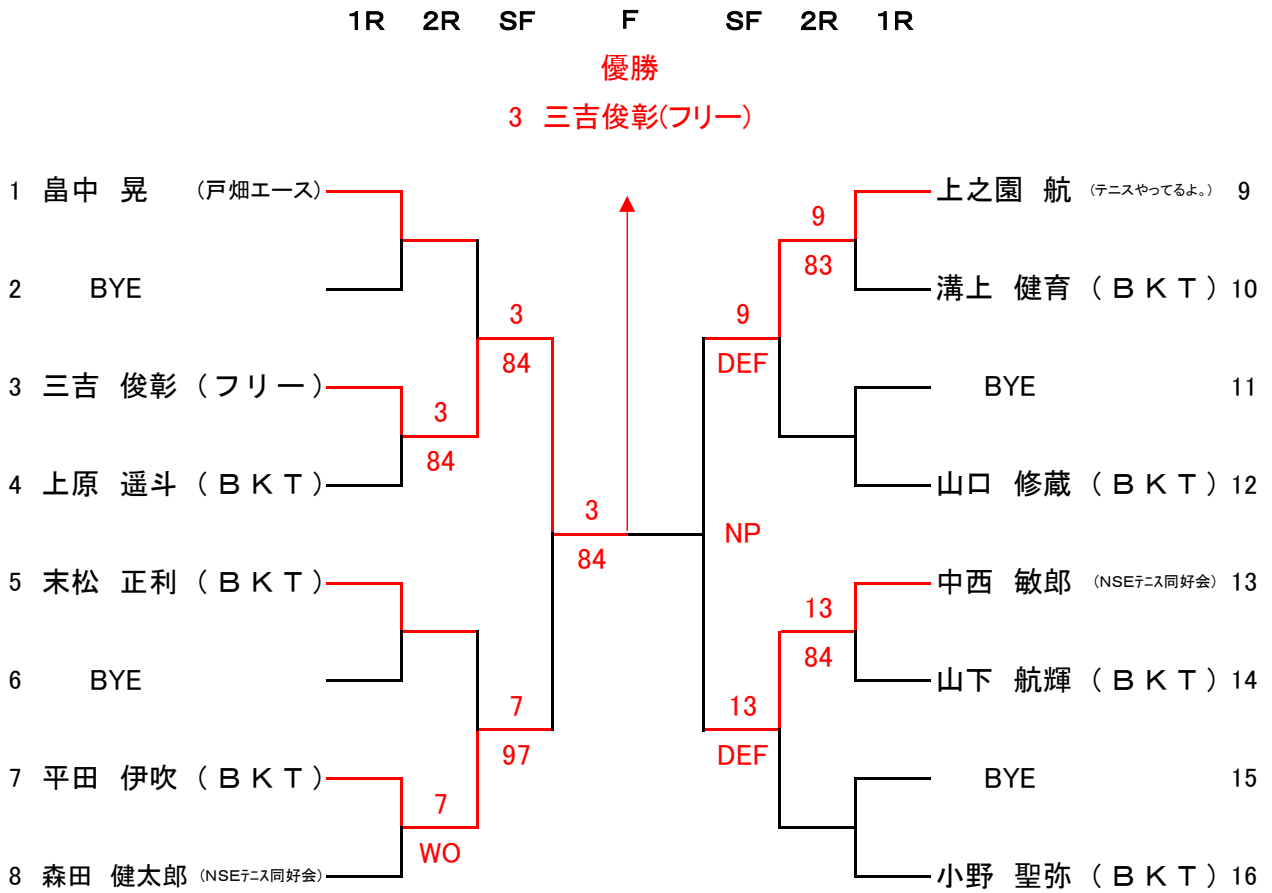 1R 2R SF F SF 2R 1R
優勝
3 三吉俊彰(フリー)
1 畠中 晃 (戸畑エース)
2 BYE
3 三吉 俊彰 (フリー)
4 上原 遥斗 (ＢＫＴ)
5 末松 正利 (ＢＫＴ)
6 BYE
7 平田 伊吹 (ＢＫＴ)
8 森田 健太郎 (NSEﾃﾆｽ同好会)
3
84
7
WO
3
84
7
97
3
84
9
DEF
NP
13
DEF
9
83
13
84
上之園 航 (テニスやってるよ。) 9
溝上 健育 (ＢＫＴ) 10
BYE 11
山口 修蔵 (ＢＫＴ) 12
中西 敏郎 (NSEﾃﾆｽ同好会) 13
山下 航輝 (ＢＫＴ) 14
BYE 15
小野 聖弥 (ＢＫＴ) 16